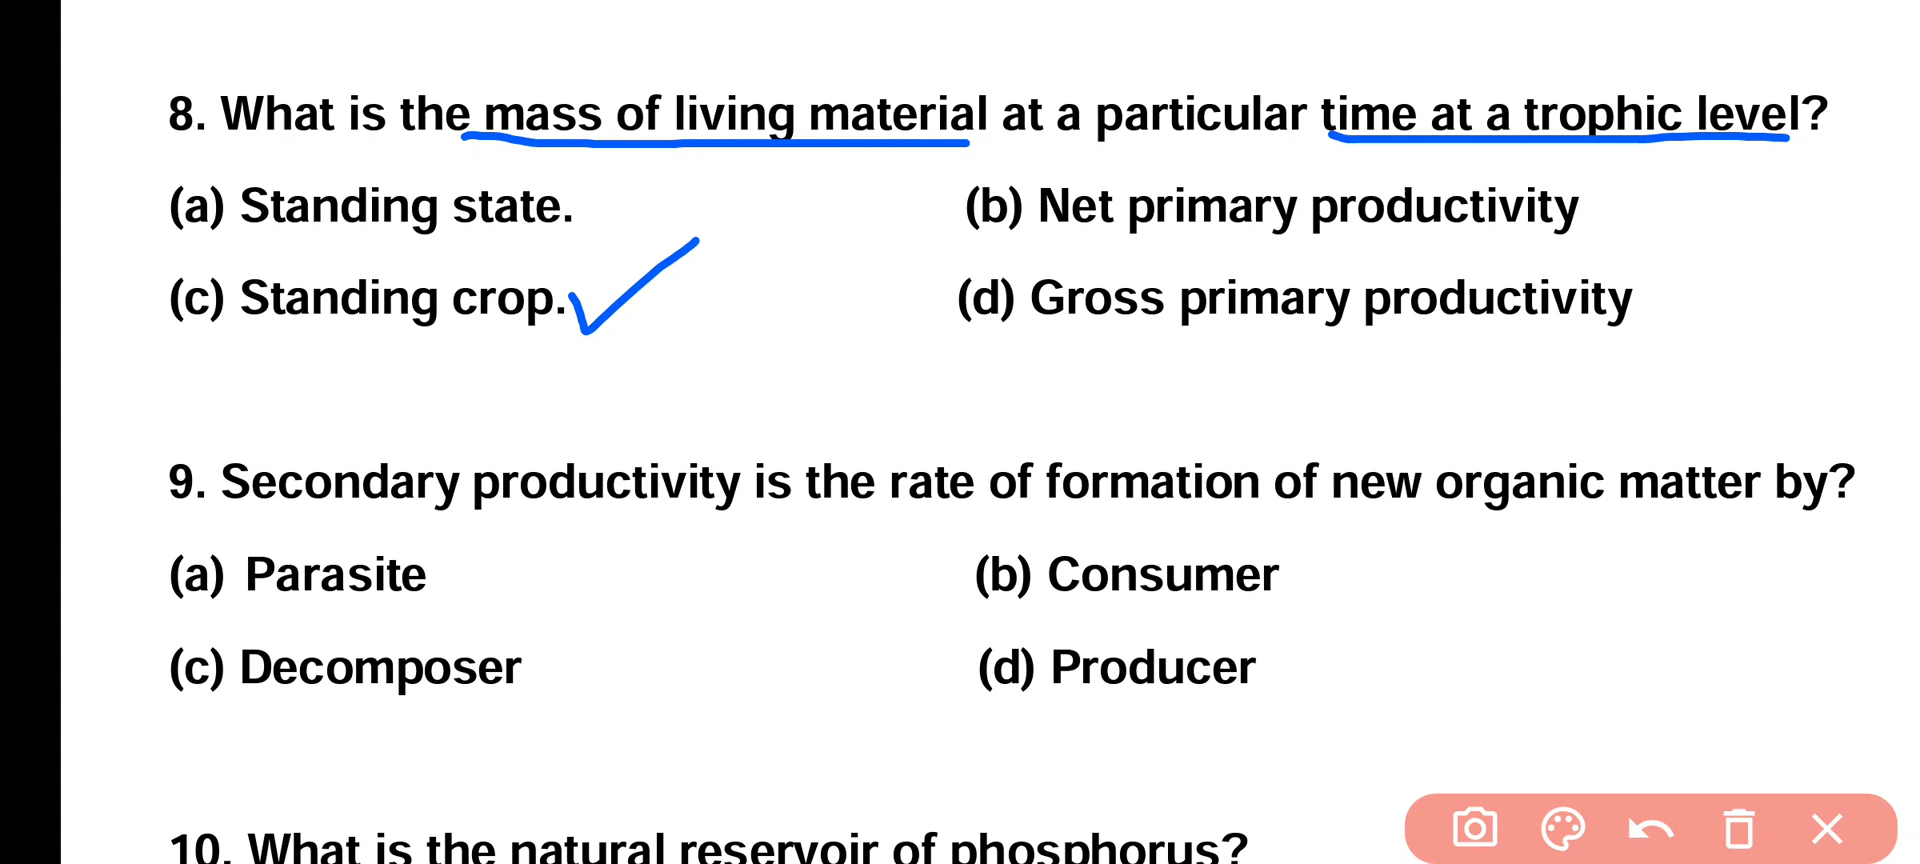 8. What is the mass of living material at a particular time at a trophic level?
(a) Standing state. (b) Net primary productivity
(c) Standing crop. (d) Gross primary productivity
9. Secondary productivity is the rate of formation of new organic matter by?
(a) Parasite (b) Consumer
(c) Decomposer (d) Producer
10. What is the natural reservoir of phosphorus?